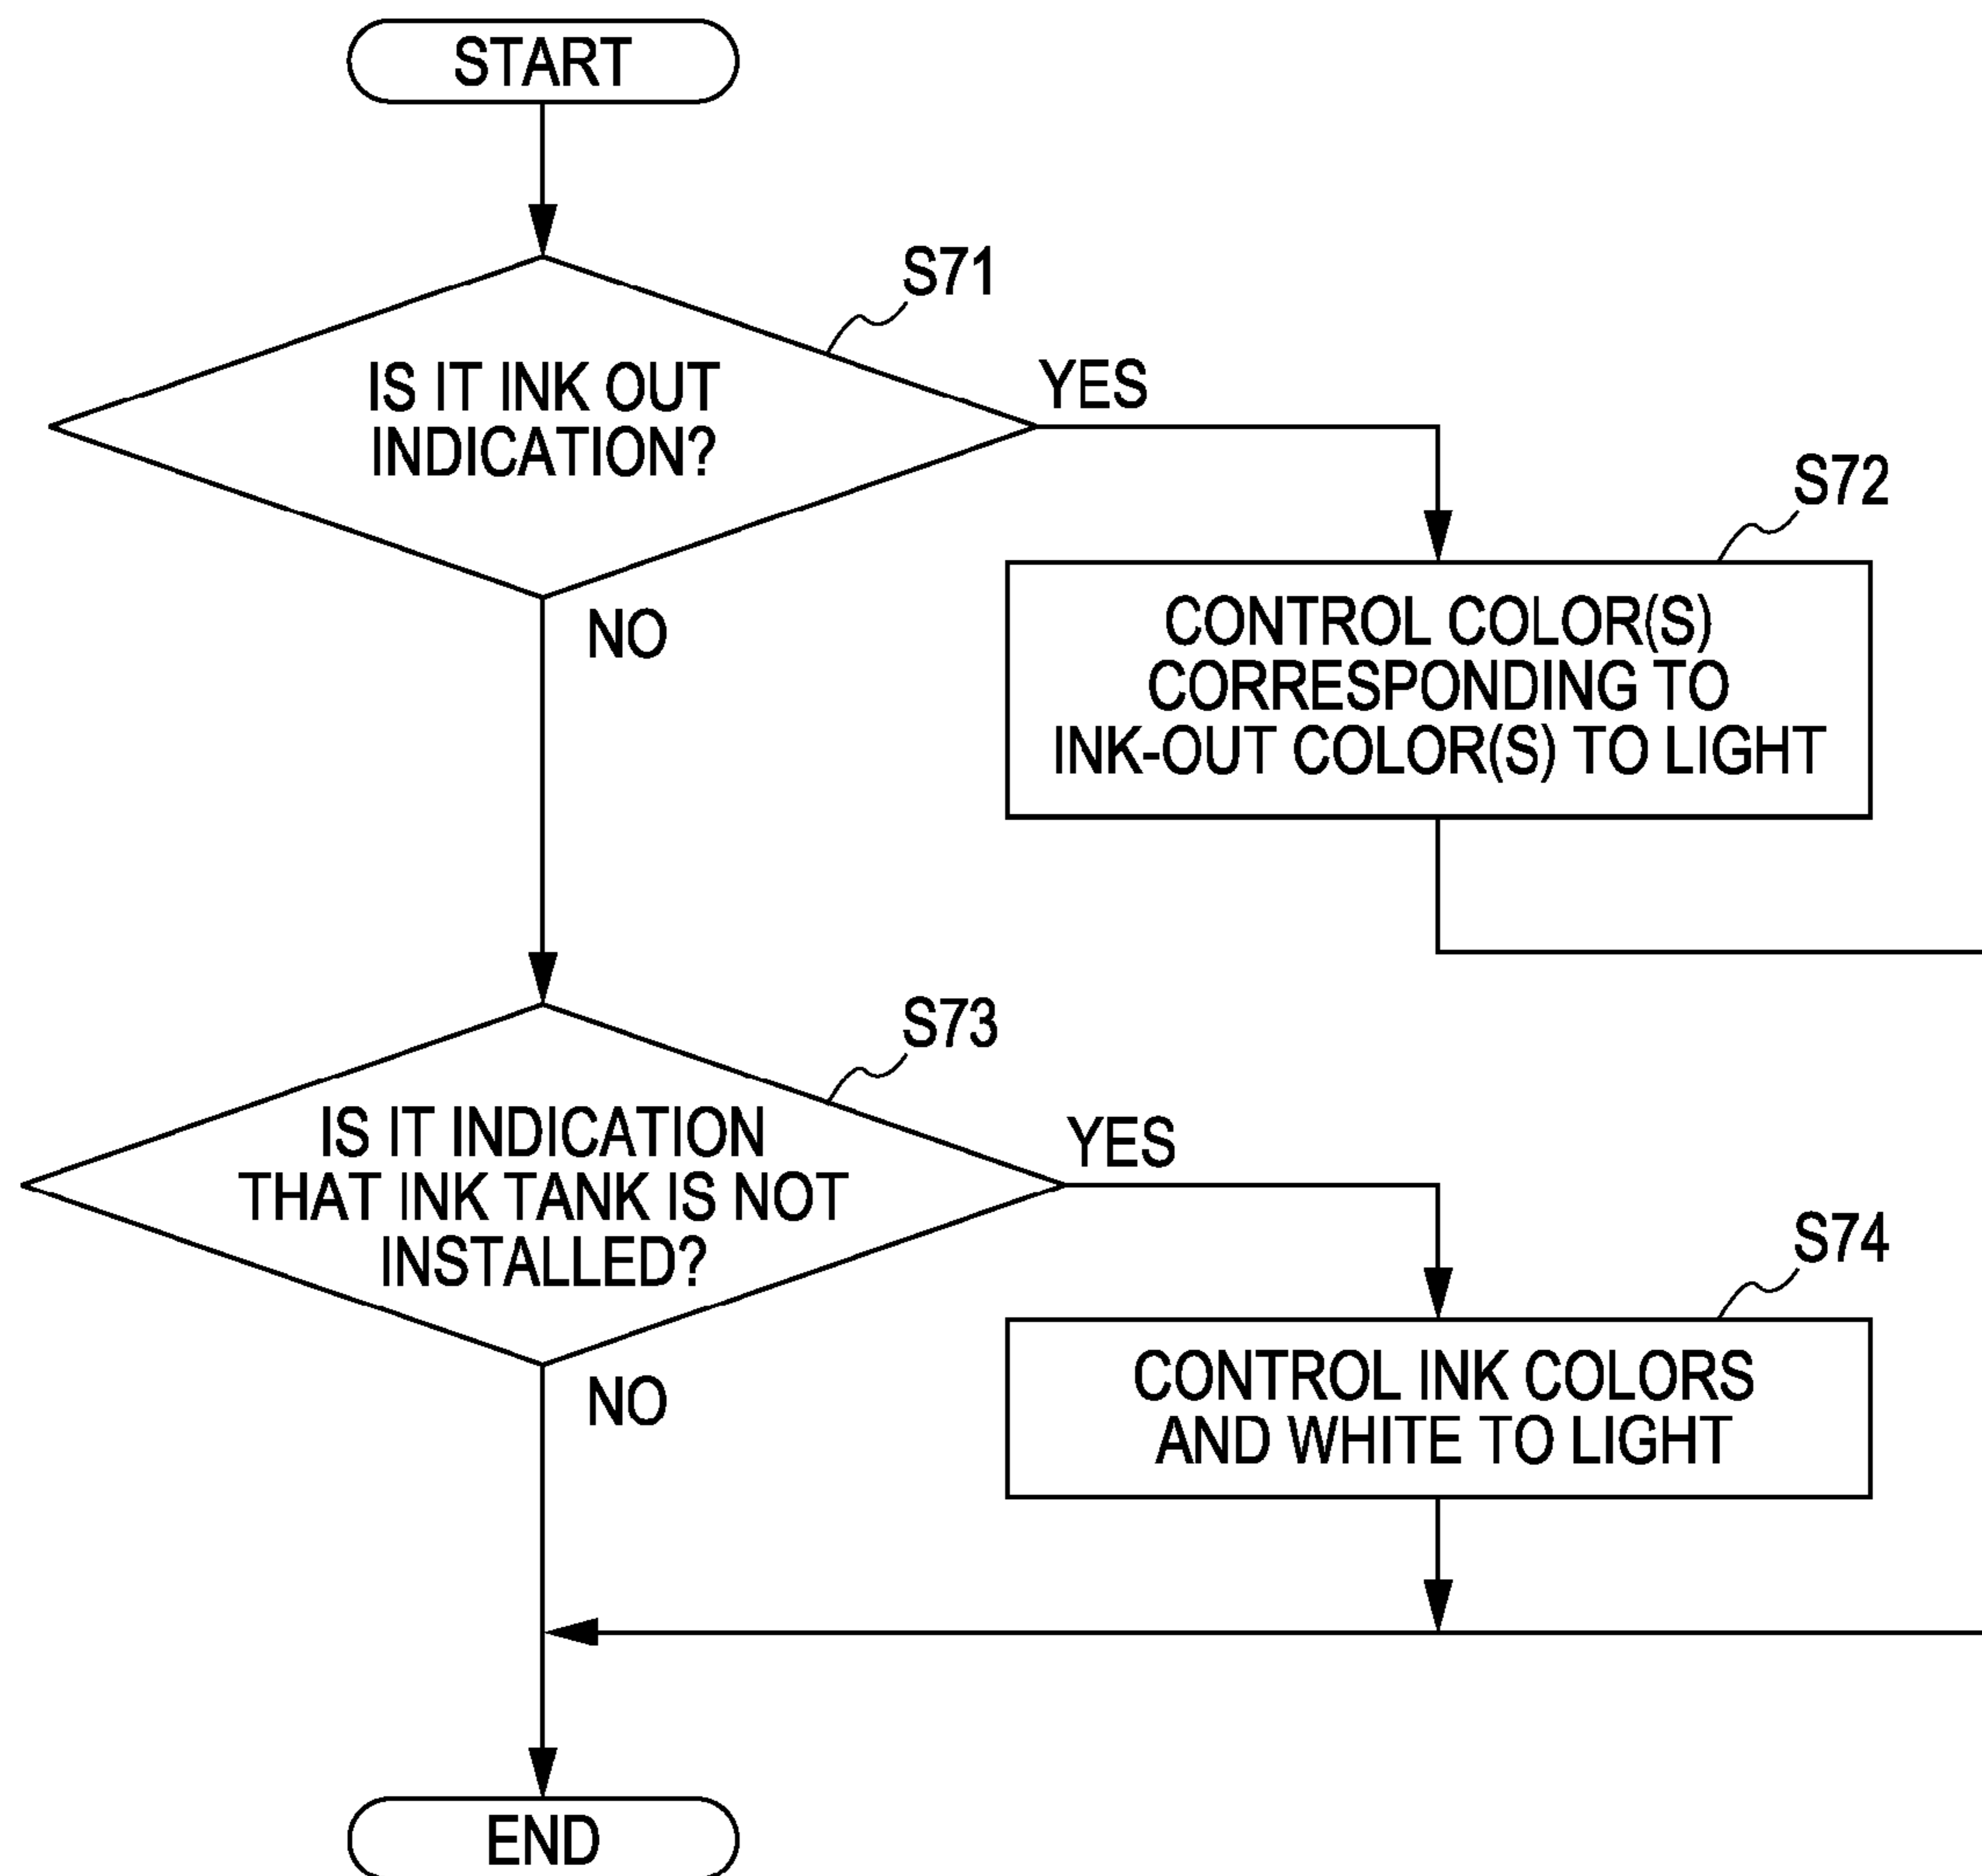 START
S71
IS IT INK OUT
INDICATION?
YES
NO
S72
CONTROL COLOR(S)
CORRESPONDING TO
INK-OUT COLOR(S) TO LIGHT
S73
IS IT INDICATION
THAT INK TANK IS NOT
INSTALLED?
YES
NO
S74
CONTROL INK COLORS
AND WHITE TO LIGHT
END